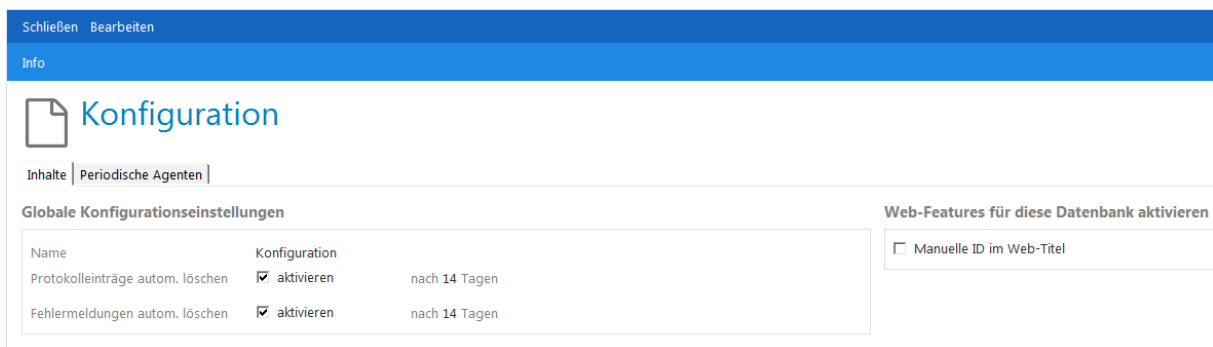 Schließen Bearbeiten
Info
Konfiguration
Inhalte Periodische Agenten
Globale Konfigurationseinstellungen
Name Konfiguration
Protokolleinträge autom. löschen aktivieren nach 14 Tagen
Fehlermeldungen autom. löschen aktivieren nach 14 Tagen
Web-Features für diese Datenbank aktivieren
Manuelle ID im Web-Titel